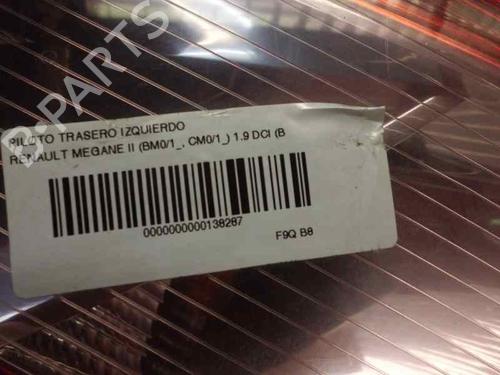 B-PARTS
PILOTO TRASERO IZQUIERDO
RENAULT MEGANE II (BM0/1_, CM0/1_) 1.9 DCI (B
0000000000138287
F9Q B8